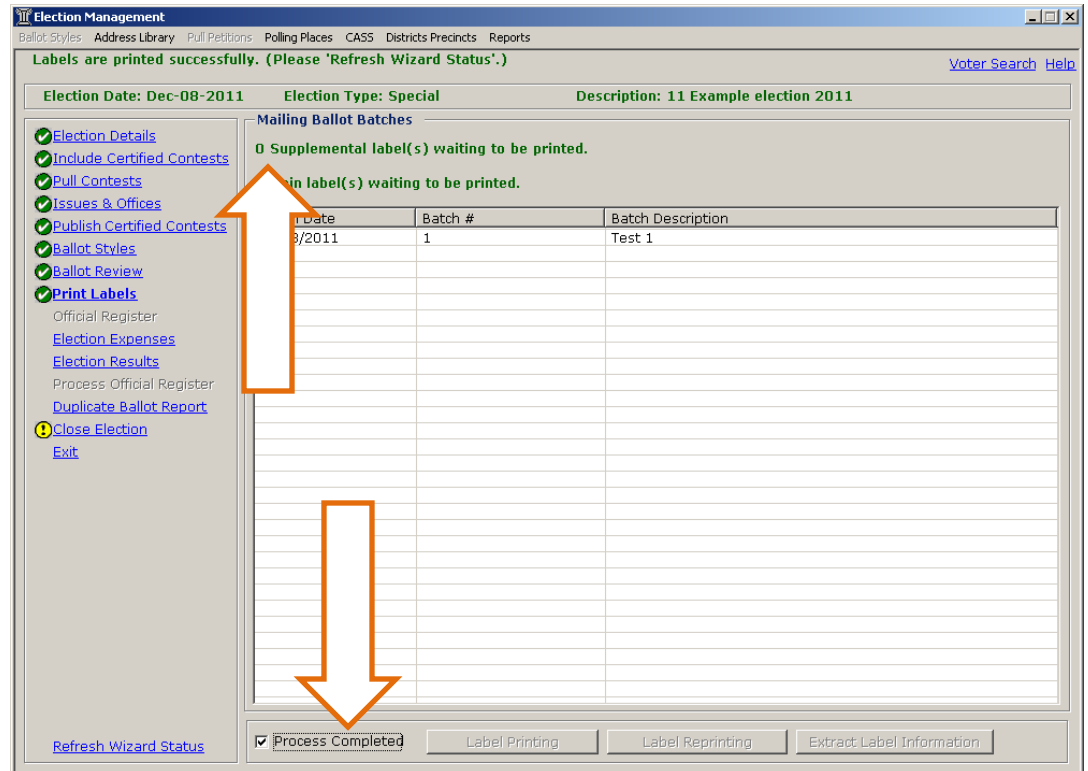 Election Management
Ballot Styles Address Library Pull Petitions Polling Places CASS Districts Precincts Reports
Labels are printed successfully. (Please 'Refresh Wizard Status'.)
Voter Search Help
Election Date: Dec-08-2011 Election Type: Special Description: 11 Example election 2011
Election Details
Include Certified Contests
Pull Contests
Issues & Offices
Publish Certified Contests
Ballot Styles
Ballot Review
Print Labels
Official Register
Election Expenses
Election Results
Process Official Register
Duplicate Ballot Report
Close Election
Exit
Refresh Wizard Status
Mailing Ballot Batches
0 Supplemental label(s) waiting to be printed.
label(s) waiting to be printed.
Date Batch # Batch Description
/2011 1 Test 1
Process Completed Label Printing Label Reprinting Extract Label Information